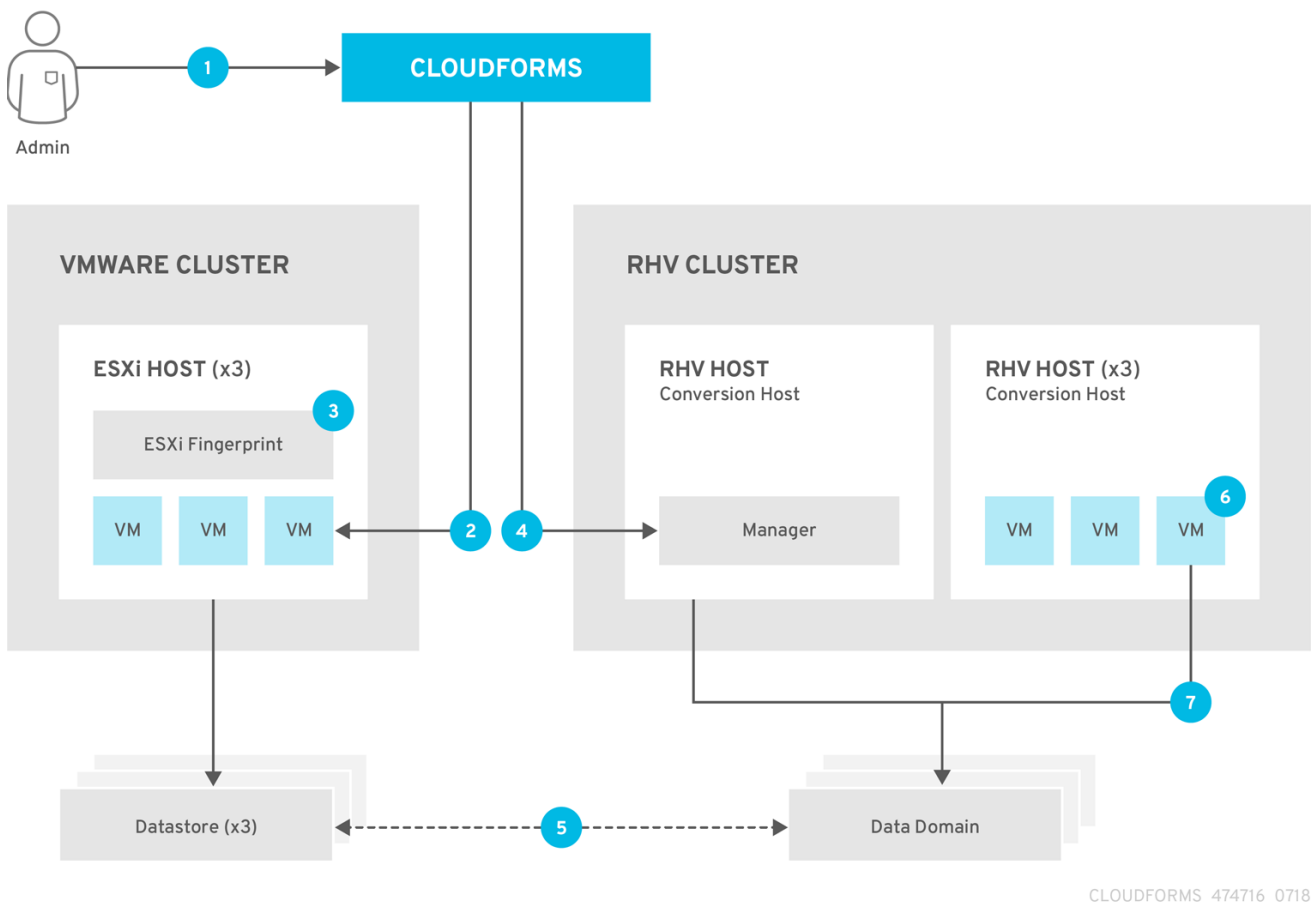 1
CLOUDFORMS
Admin
VMWARE CLUSTER
ESXi HOST (x3)
3
ESXi Fingerprint
VM
VM
VM
2
4
RHV CLUSTER
RHV HOST
Conversion Host
Manager
RHV HOST (x3)
Conversion Host
6
VM
VM
VM
7
Datastore (x3)
5
Data Domain
CLOUDFORMS 474716 0718